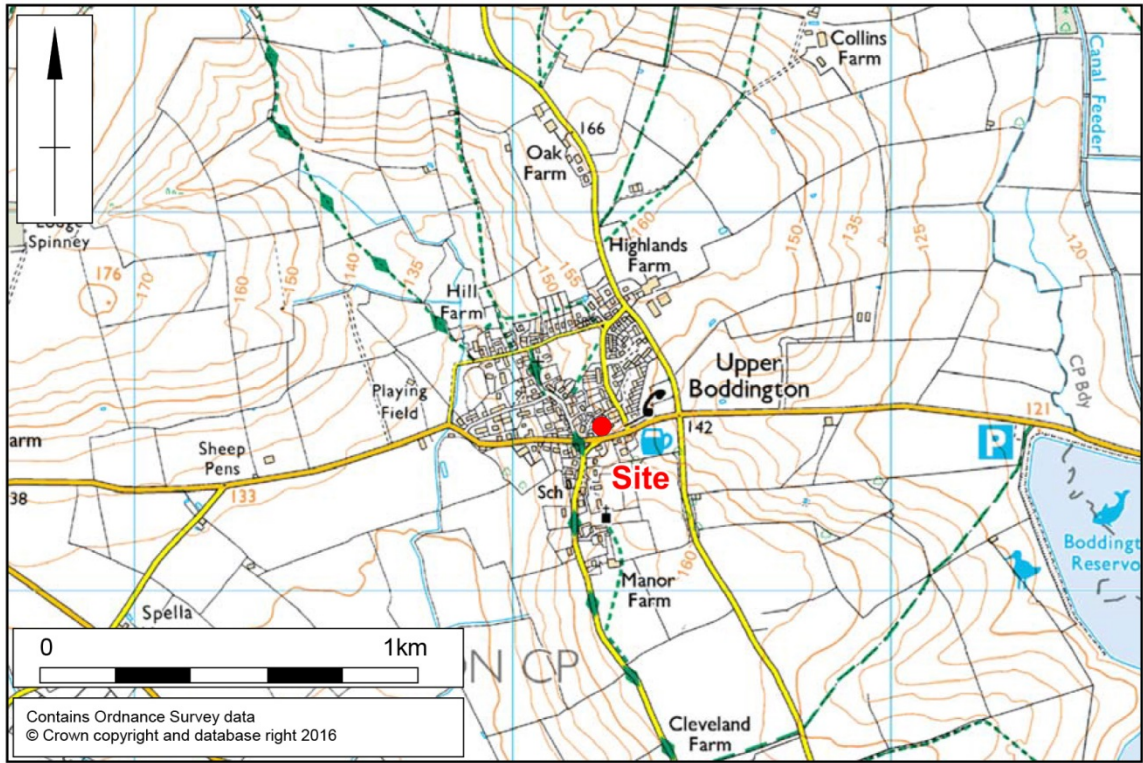 Collins
Farm
Canal Feeder
166
Oak
Farm
160
150
135
125
120
Spinney
176
170
160
150
140
135
150
155
Highlands
Farm
Hill
Farm
Upper
Boddington
Playing
Field
CP Bdy
121
142
P
arm
Sheep
Pens
Site
38
133
Sch
Boddingt
Reservo
160
Manor
Farm
Spella
0 1km
ON CP
Contains Ordnance Survey data
© Crown copyright and database right 2016
Cleveland
Farm